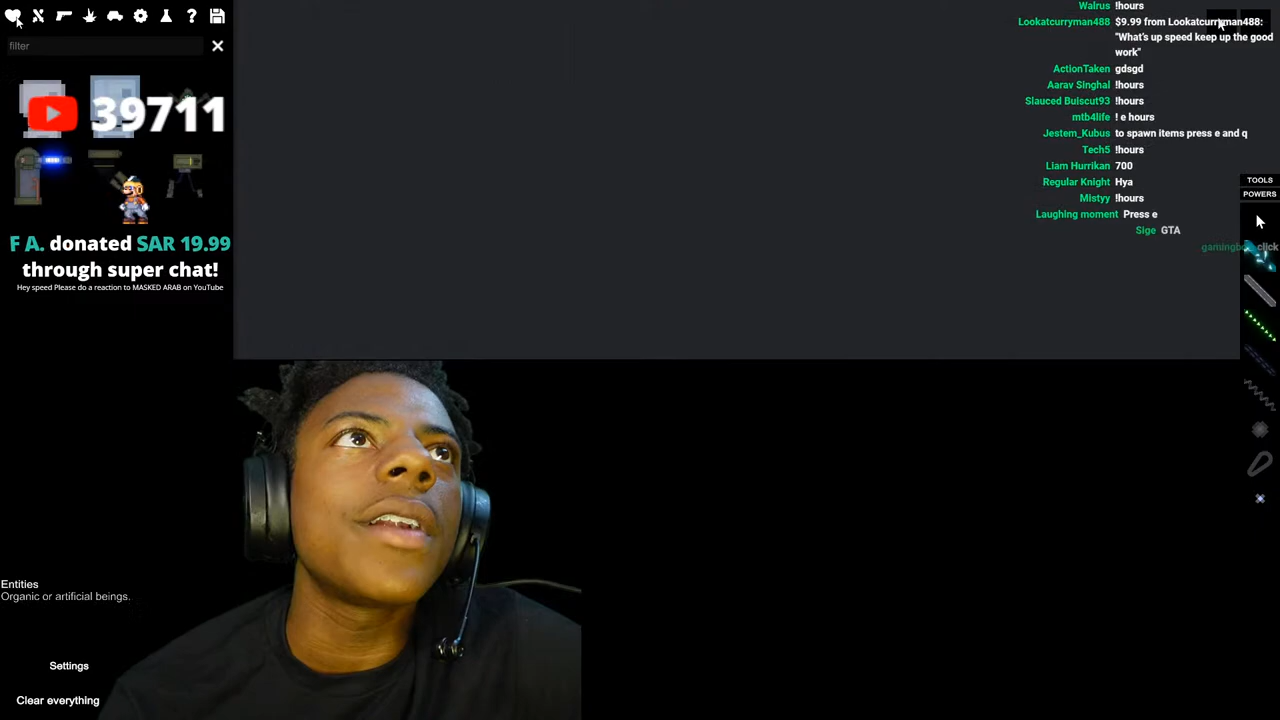 filter
39711
F A. donated SAR 19.99
through super chat!
Hey speed Please do a reaction to MASKED ARAB on YouTube
Entities
Organic or artificial beings.
Settings
Clear everything
Walrus !hours
Lookatcurryman488 $9.99 from Lookatcurryman488:
"What's up speed keep up the good
work"
ActionTaken gdsgd
Aarav Singhal !hours
Slauced Buiscut93 !hours
mtb4life ! e hours
Jestem_Kubus to spawn items press e and q
Tech5 !hours
Liam Hurrikan 700
Regular Knight Hya
Mistyy !hours
Laughing moment Press e
Sige GTA
click
TOOLS
POWERS